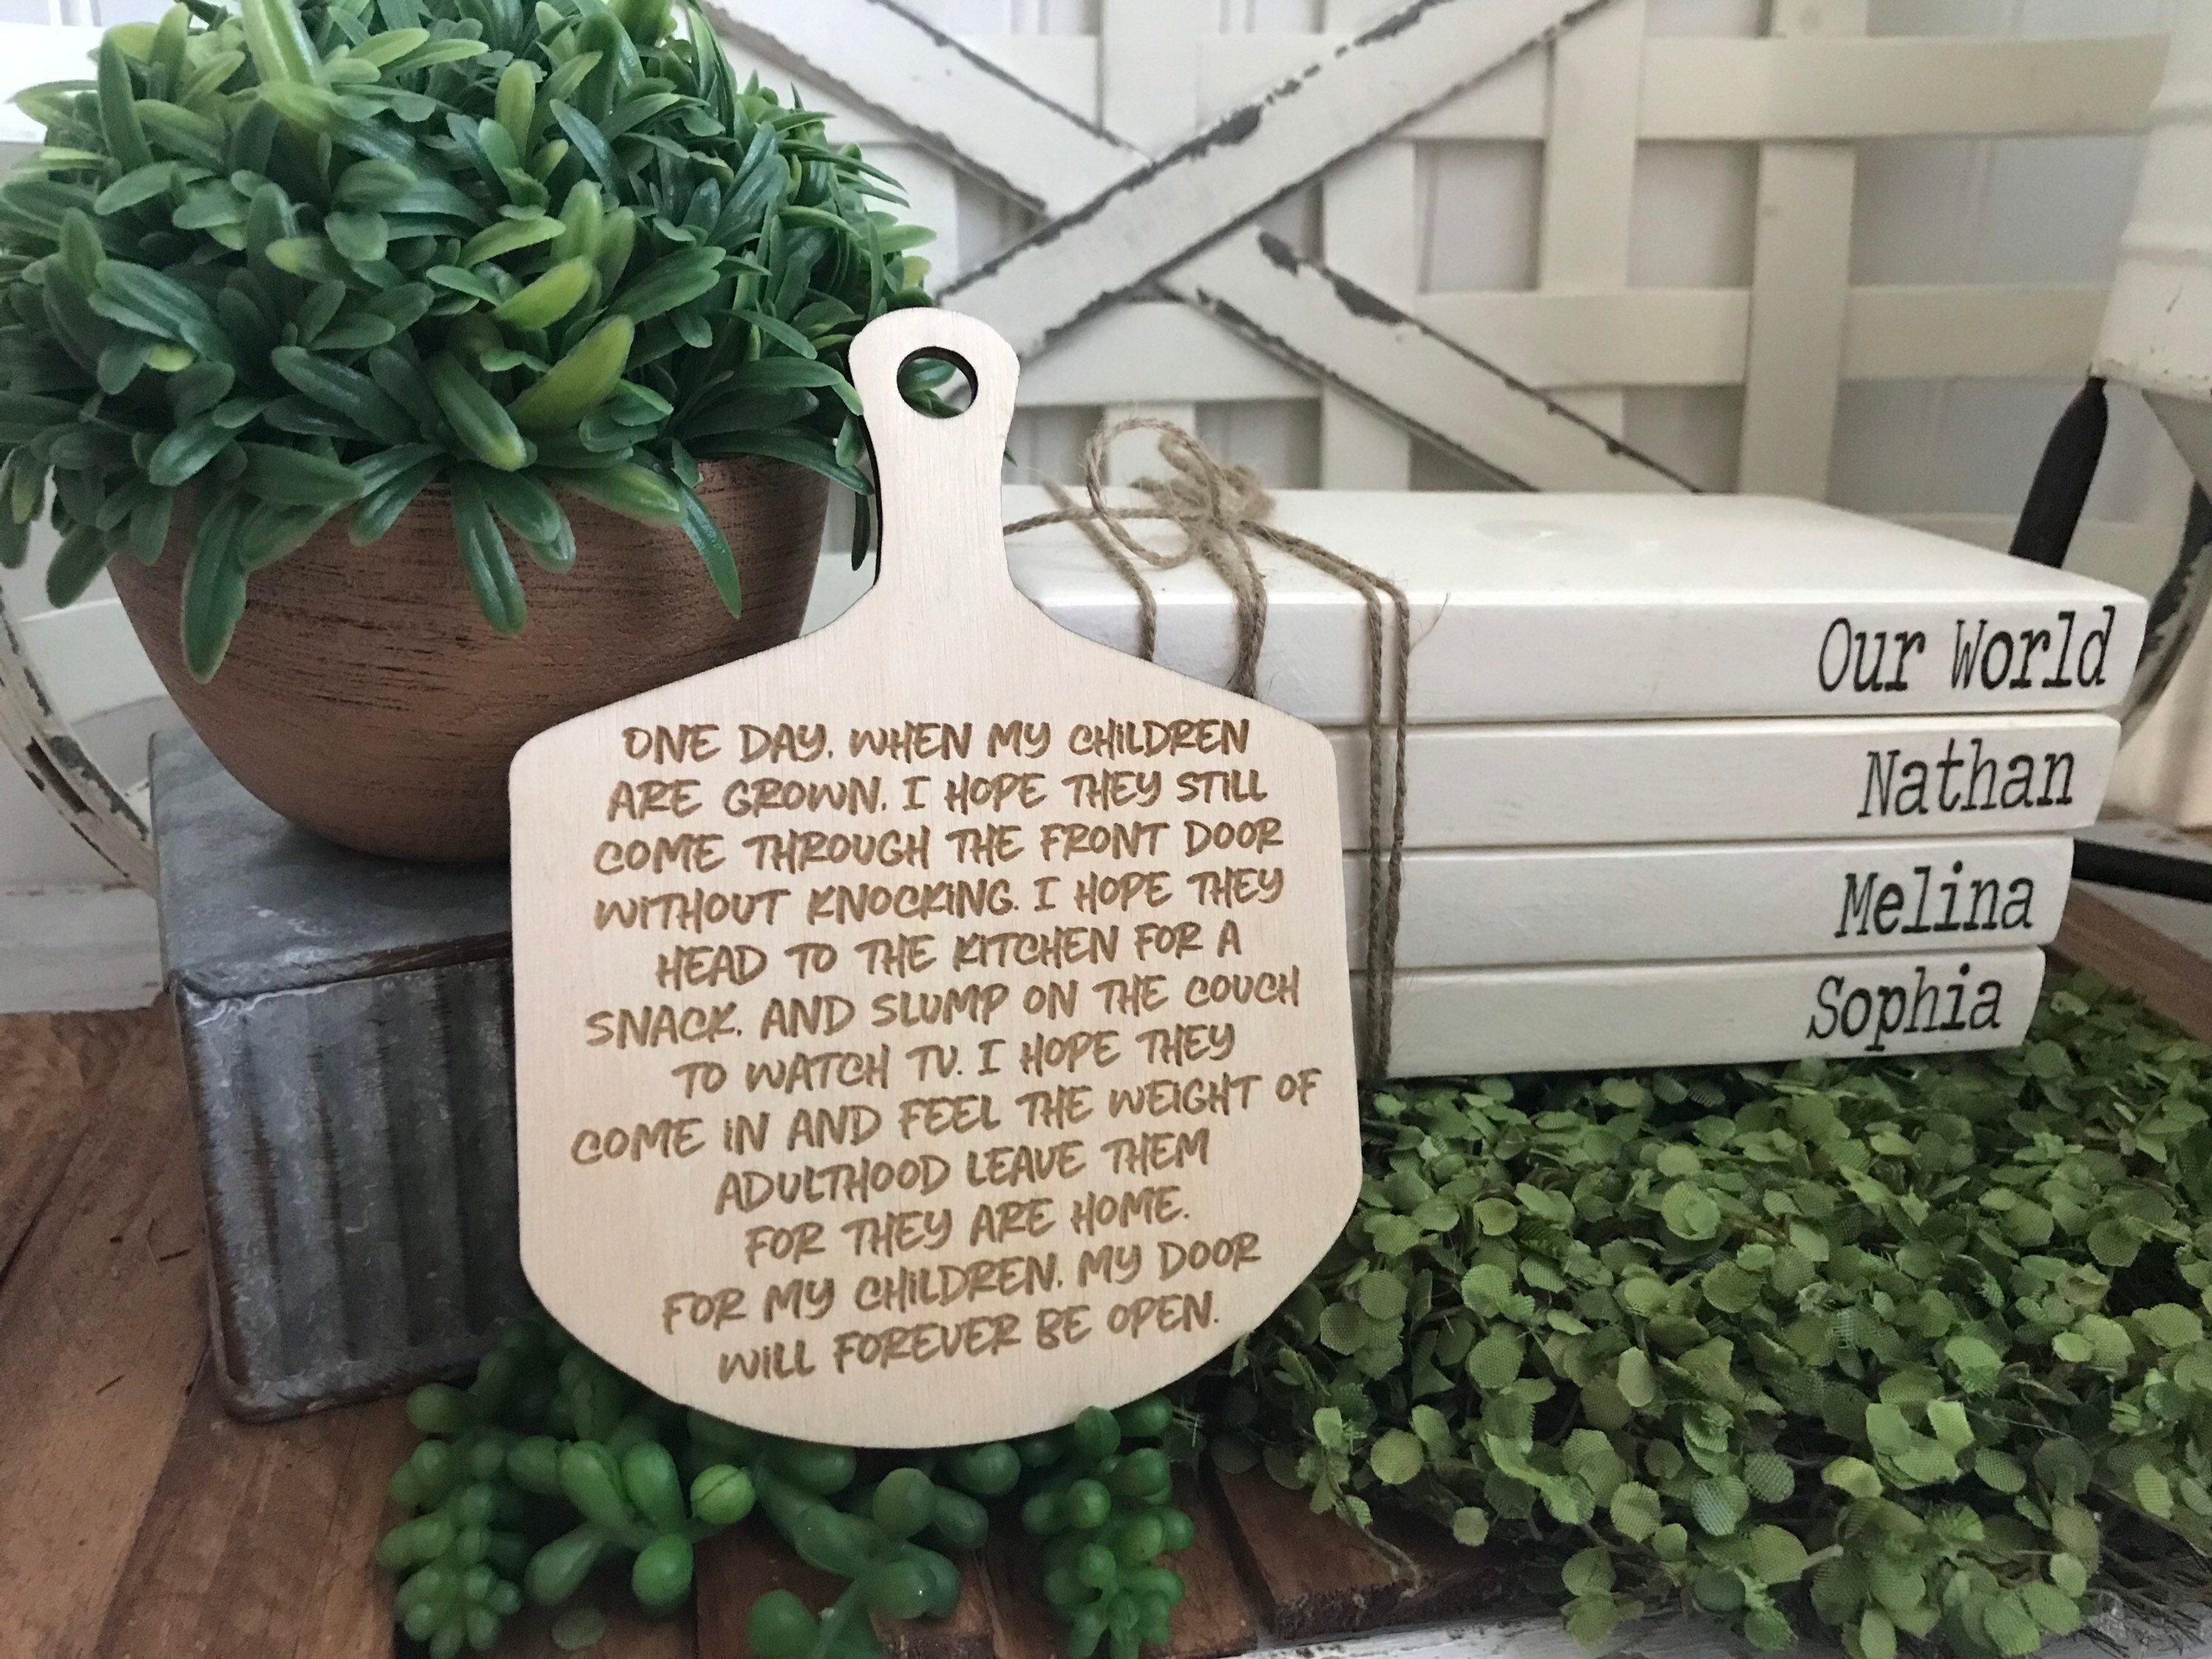 ONE DAY, WHEN MY CHILDREN
ARE GROWN, I HOPE THEY STILL
COME THROUGH THE FRONT DOOR
WITHOUT KNOCKING. I HOPE THEY
HEAD TO THE KITCHEN FOR A
SNACK, AND SLUMP ON THE COUCH
TO WATCH TV. I HOPE THEY
COME IN AND FEEL THE WEIGHT OF
ADULTHOOD LEAVE THEM
FOR THEY ARE HOME.
FOR MY CHILDREN, MY DOOR
WILL FOREVER BE OPEN.
Our World
Nathan
Melina
Sophia